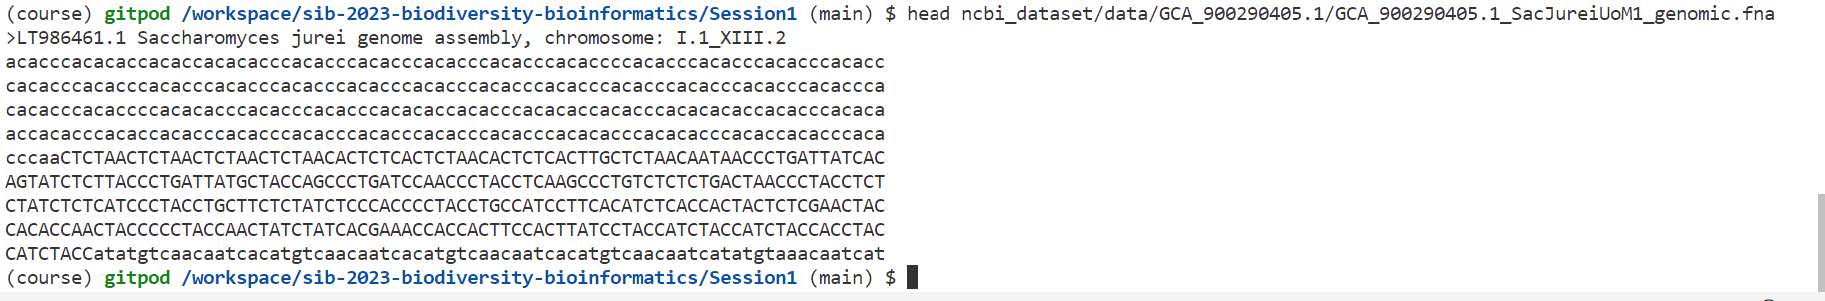 (course) gitpod /workspace/sib-2023-biodiversity-bioinformatics/Session1 (main) $ head ncbi_dataset/data/GCA_900290405.1/GCA_900290405.1_SacJureiUoM1_genomic.fna
>LT986461.1 Saccharomyces jurei genome assembly, chromosome: I.1_XIII.2
acacccacacaccacaccacacacccacacccacacccacacccacacccacaccccacacccacacccacacccacacc
cacacccacacccacacccacacccacacccacacccacacccacacccacacccacacccacacccacacccacaccca
cacacccacaccacaccacacccacacccacacccacacaccacacccacacaccacacccacacacaccacacccacaca
accacacccacaccacacccacacccacacccacacccacacccacacccacacacccacacacccacaccacacccaca
cccaaCTCTAACTCTAACTCTAACTCTAACACTCTCACTCTAACACTCTCACTTGCTCTAACAATAACCCTGATTATCAC
AGTATCTCTTACCCTGATTATGCTACCAGCCCTGATCCAACCCTACCTCAAGCCCTGTCTCTCTGACTAACCCTACCTCT
CTATCTCTCATCCCTACCTGCTTCTCTATCTCCCACCCCTACCTGCCATCCTTCACATCTCACCACTACTCTCGAACTAC
CACACCAACTACCCCCTACCAACTATCTATCACGAAACCACCACTTCCACTTATCCTACCATCTACCATCTACCACCTAC
CATCTACCatatgtcaacaatcacatgtcaacaatcacatgtcaacaatcacatgtcaacaatcatatgtaaacaatcat
(course) gitpod /workspace/sib-2023-biodiversity-bioinformatics/Session1 (main) $